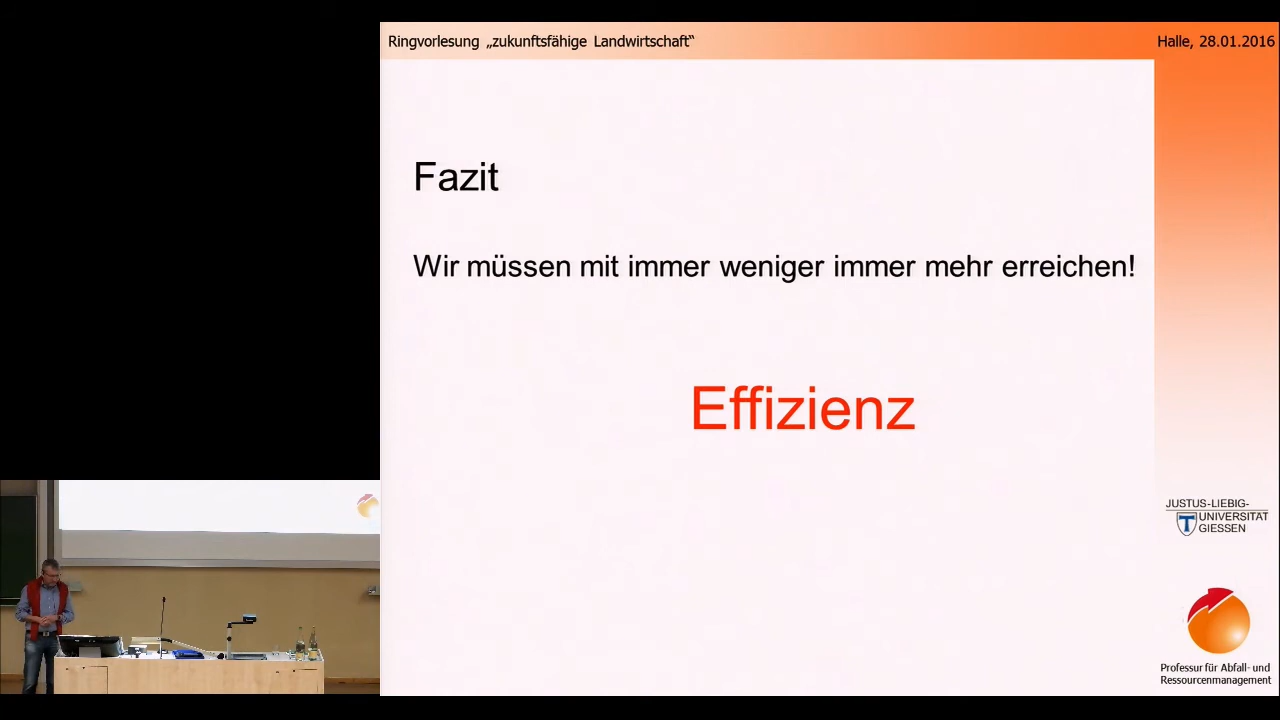 Ringvorlesung „zukunftsfähige Landwirtschaft“
Halle, 28.01.2016
Fazit
Wir müssen mit immer weniger immer mehr erreichen!
Effizienz
JUSTUS-LIEBIG-
UNIVERSITÄT
GIESSEN
Professur für Abfall- und
Ressourcenmanagement